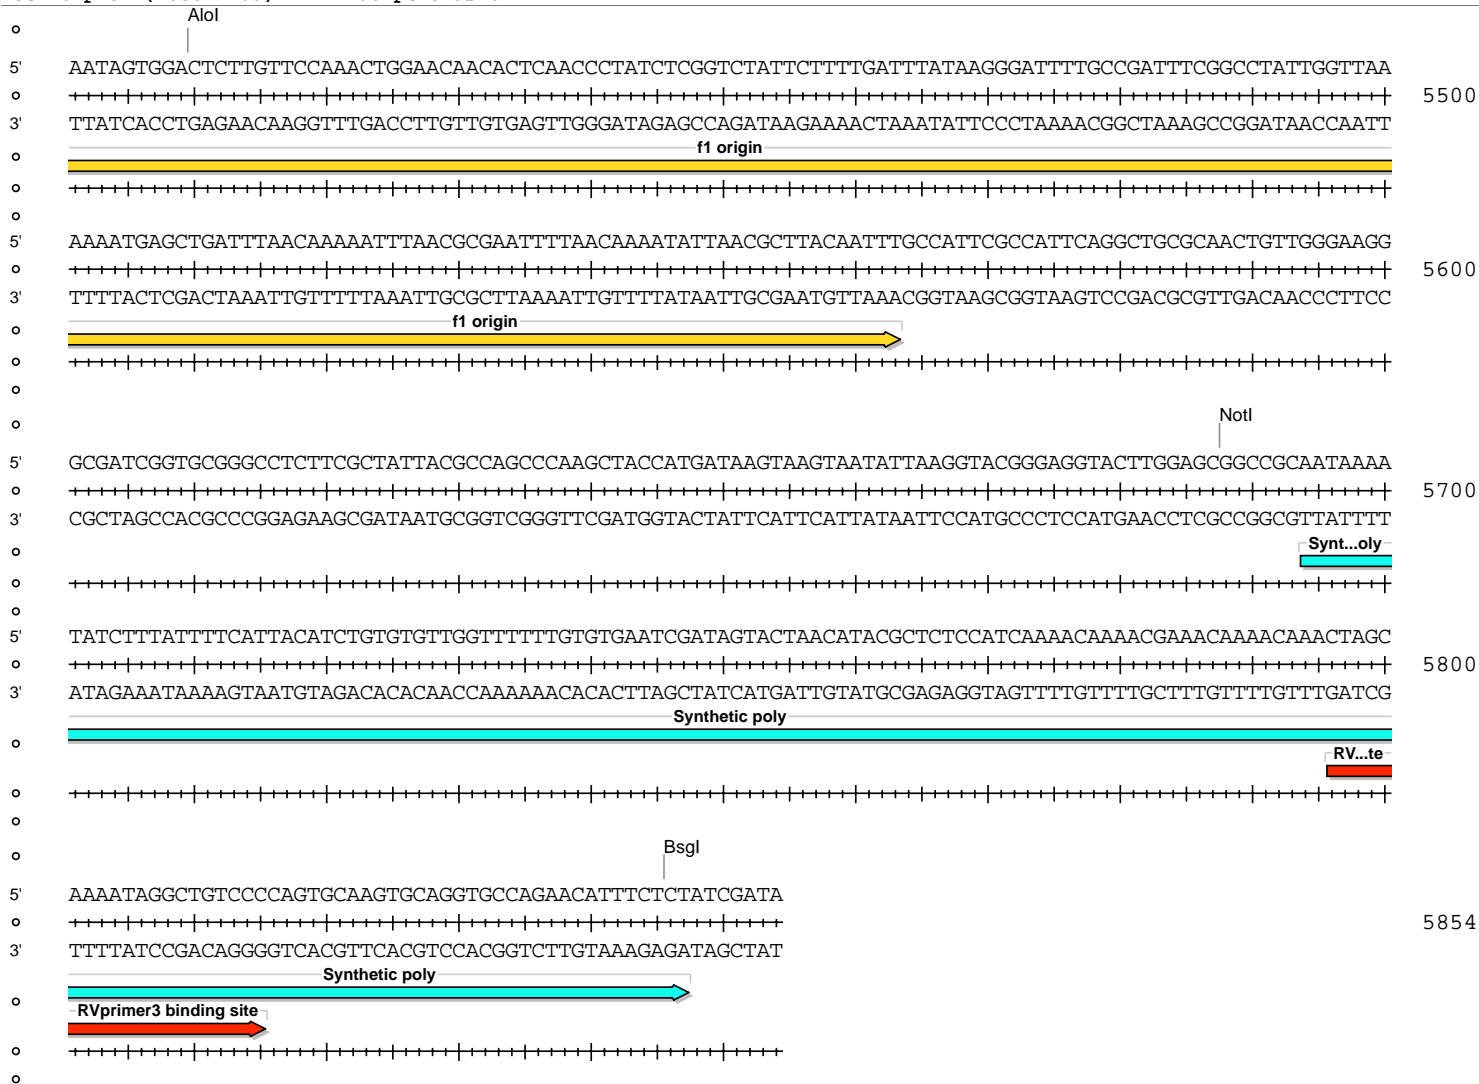 AloI
5' AATAGTGGACTCTTGTTCCAAACTGGAACAACACTCAACCCTATCTCGGTCTATTCTTTTGATTTATAAGGGATTTTGCCGATTTCGGCCTATTGGTTAA
5500
3' TTATCACCTGAGAACAAGGTTTGACCTTGTTGTGAGTTGGGATAGAGCCAGATAAGAAAACTAAATATTCCCTAAAACGGCTAAAGCCGGATAACCAATT
f1 origin
5' AAAATGAGCTGATTTAACAAAAATTTAACGCGAATTTTAACAAAATATTAACGCTTACAATTTGCCATTCGCCATTCAGGCTGCGCAACTGTTGGGAAGG
5600
3' TTTTACTCGACTAAATTGTTTTTAAATTGCGCTTAAAATTGTTTTATAATTGCGAATGTTAAACGGTAAGCGGTAAGTCCGACGCGTTGACAACCCTTCC
f1 origin
NotI
5' GCGATCGGTGCGGGCCTCTTCGCTATTACGCCAGCCCAAGCTACCATGATAAGTAAGTAATATTAAGGTACGGGAGGTACTTGGAGCGGCCGCAATAAAA
5700
3' CGCTAGCCACGCCCGGAGAAGCGATAATGCGGTCGGGTTCGATGGTACTATTCATTCATTATAATTCCATGCCCTCCATGAACCTCGCCGGCGTTATTTT
Synt...oly
5' TATCTTTATTTTCATTACATCTGTGTGTTGGTTTTTTGTGTGAATCGATAGTACTAACATACGCTCTCCATCAAAACAAAACGAAACAAAACAAACTAGC
5800
3' ATAGAAATAAAAGTAATGTAGACACACAACCAAAAAACACACTTAGCTATCATGATTGTATGCGAGAGGTAGTTTTGTTTTGCTTTGTTTTGTTTGATCG
Synthetic poly
RV...te
BsgI
5' AAAATAGGCTGTCCCCAGTGCAAGTGCAGGTGCCAGAACATTTCTCTATCGATA
5854
3' TTTTATCCGACAGGGGTCACGTTCACGTCCACGGTCTTGTAAAGAGATAGCTAT
Synthetic poly
RVprimer3 binding site